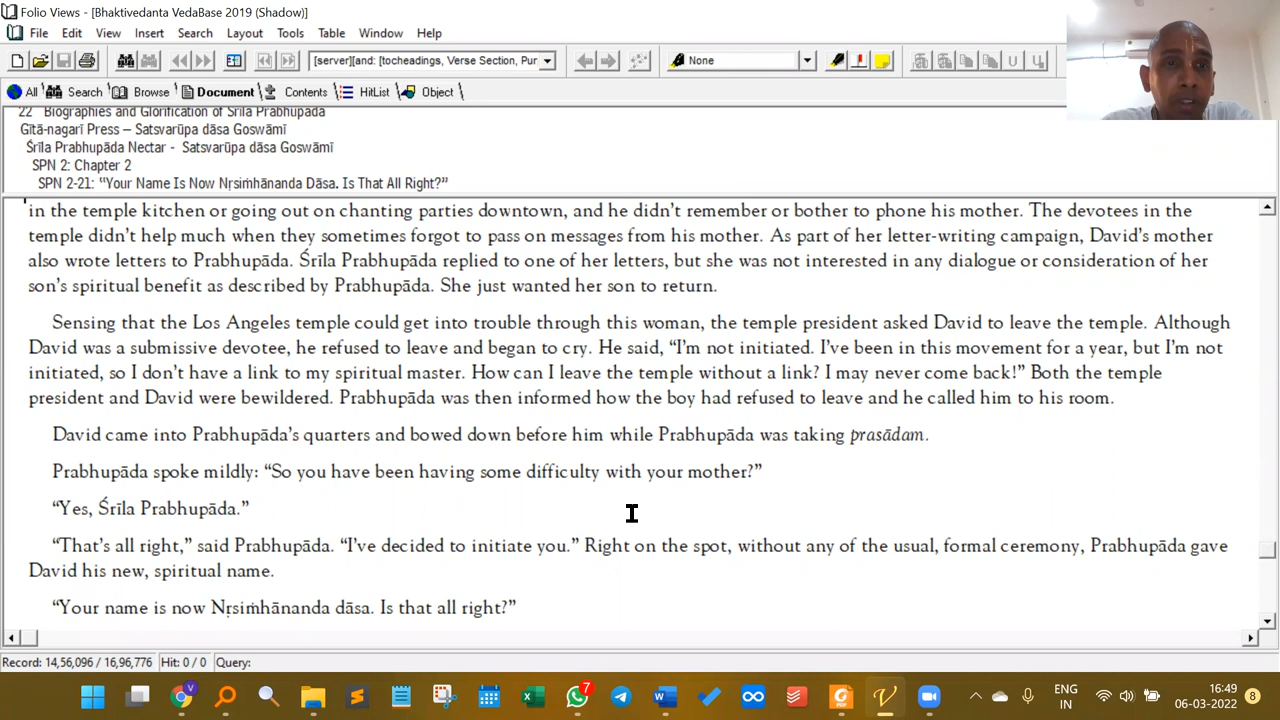 Folio Views - [Bhaktivedanta VedaBase 2019 (Shadow)]
File Edit View Insert Search Layout Tools Table Window Help
[server][and: [tocheadings, Verse Section, Pur
None
All Search Browse Document Contents HitList Object
22 Biographies and Glorification of Śrīla Prabhupāda
Gītā-nagarī Press – Satsvarūpa dāsa Goswāmī
Śrīla Prabhupāda Nectar - Satsvarūpa dāsa Goswāmī
SPN 2: Chapter 2
SPN 2-21: “Your Name Is Now Nṛsiṁhānanda Dāsa. Is That All Right?”
in the temple kitchen or going out on chanting parties downtown, and he didn’t remember or bother to phone his mother. The devotees in the
temple didn’t help much when they sometimes forgot to pass on messages from his mother. As part of her letter-writing campaign, David’s mother
also wrote letters to Prabhupāda. Śrīla Prabhupāda replied to one of her letters, but she was not interested in any dialogue or consideration of her
son’s spiritual benefit as described by Prabhupāda. She just wanted her son to return.
Sensing that the Los Angeles temple could get into trouble through this woman, the temple president asked David to leave the temple. Although
David was a submissive devotee, he refused to leave and began to cry. He said, “I’m not initiated. I’ve been in this movement for a year, but I’m not
initiated, so I don’t have a link to my spiritual master. How can I leave the temple without a link? I may never come back!” Both the temple
president and David were bewildered. Prabhupāda was then informed how the boy had refused to leave and he called him to his room.
David came into Prabhupāda’s quarters and bowed down before him while Prabhupāda was taking prasādam.
Prabhupāda spoke mildly: “So you have been having some difficulty with your mother?”
“Yes, Śrīla Prabhupāda.”
“That’s all right,” said Prabhupāda. “I’ve decided to initiate you.” Right on the spot, without any of the usual, formal ceremony, Prabhupāda gave
David his new, spiritual name.
“Your name is now Nṛsiṁhānanda dāsa. Is that all right?”
Record: 14,56,096 / 16,96,776 Hit: 0 / 0 Query:
V
7
ENG
IN
16:49
06-03-2022
8